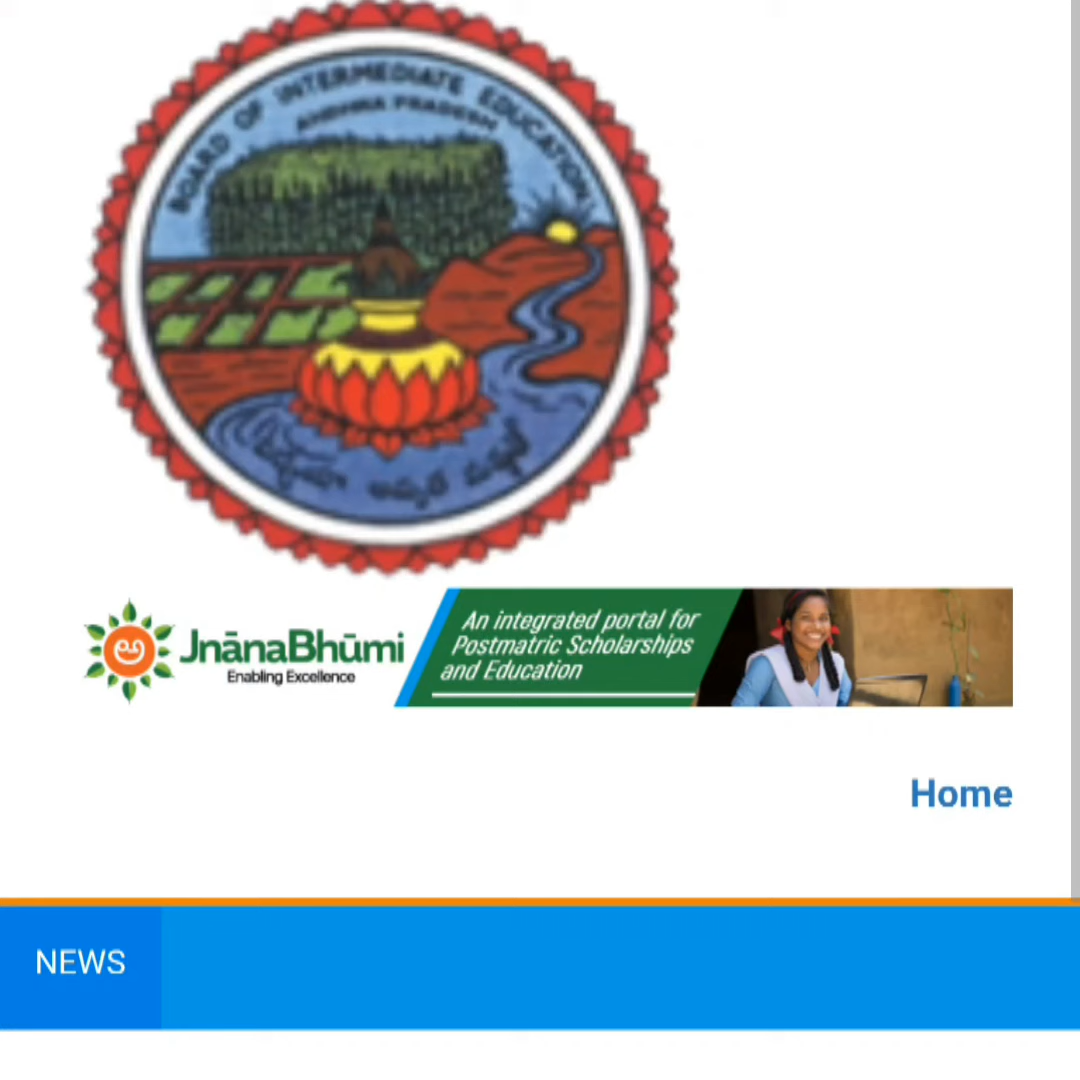 BOARD OF INTERMEDIATE EDUCATION
ANDHRA PRADESH
JnānaBhūmi
Enabling Excellence
An integrated portal for
Postmatric Scholarships
and Education
Home
NEWS